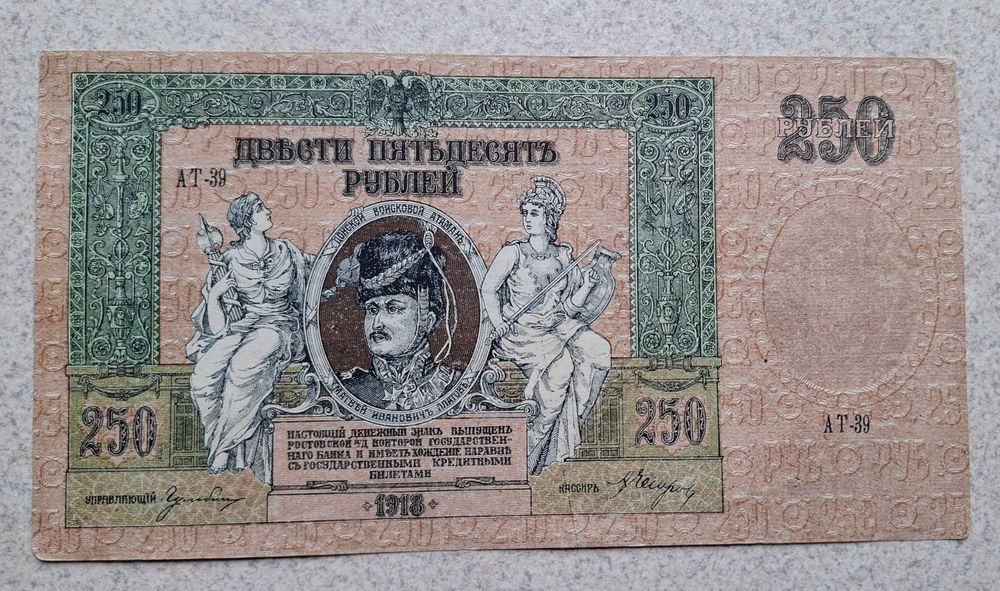 250
250
250
РУБЛЕЙ
ДВѢСТИ ПЯТЬДЕСЯТЪ
РУБЛЕЙ
АТ-39
ДОНСКОЙ ВОЙСКОВОЙ АТАМАНЪ
МАТВѢЙ ИВАНОВИЧЪ ПЛАТОВЪ
250
250
АТ-39
НАСТОЯЩІЙ ДЕНЕЖНЫЙ ЗНАКЪ ВЫПУЩЕНЪ
РОСТОВСКОЙ н/Д КОНТОРОЙ ГОСУДАРСТВЕН-
НАГО БАНКА И ИМѢЕТЪ ХОЖДЕНІЕ НАРАВНѢ
СЪ ГОСУДАРСТВЕННЫМИ КРЕДИТНЫМИ
БИЛЕТАМИ
УПРАВЛЯЮЩІЙ
КАССИРЪ
1918